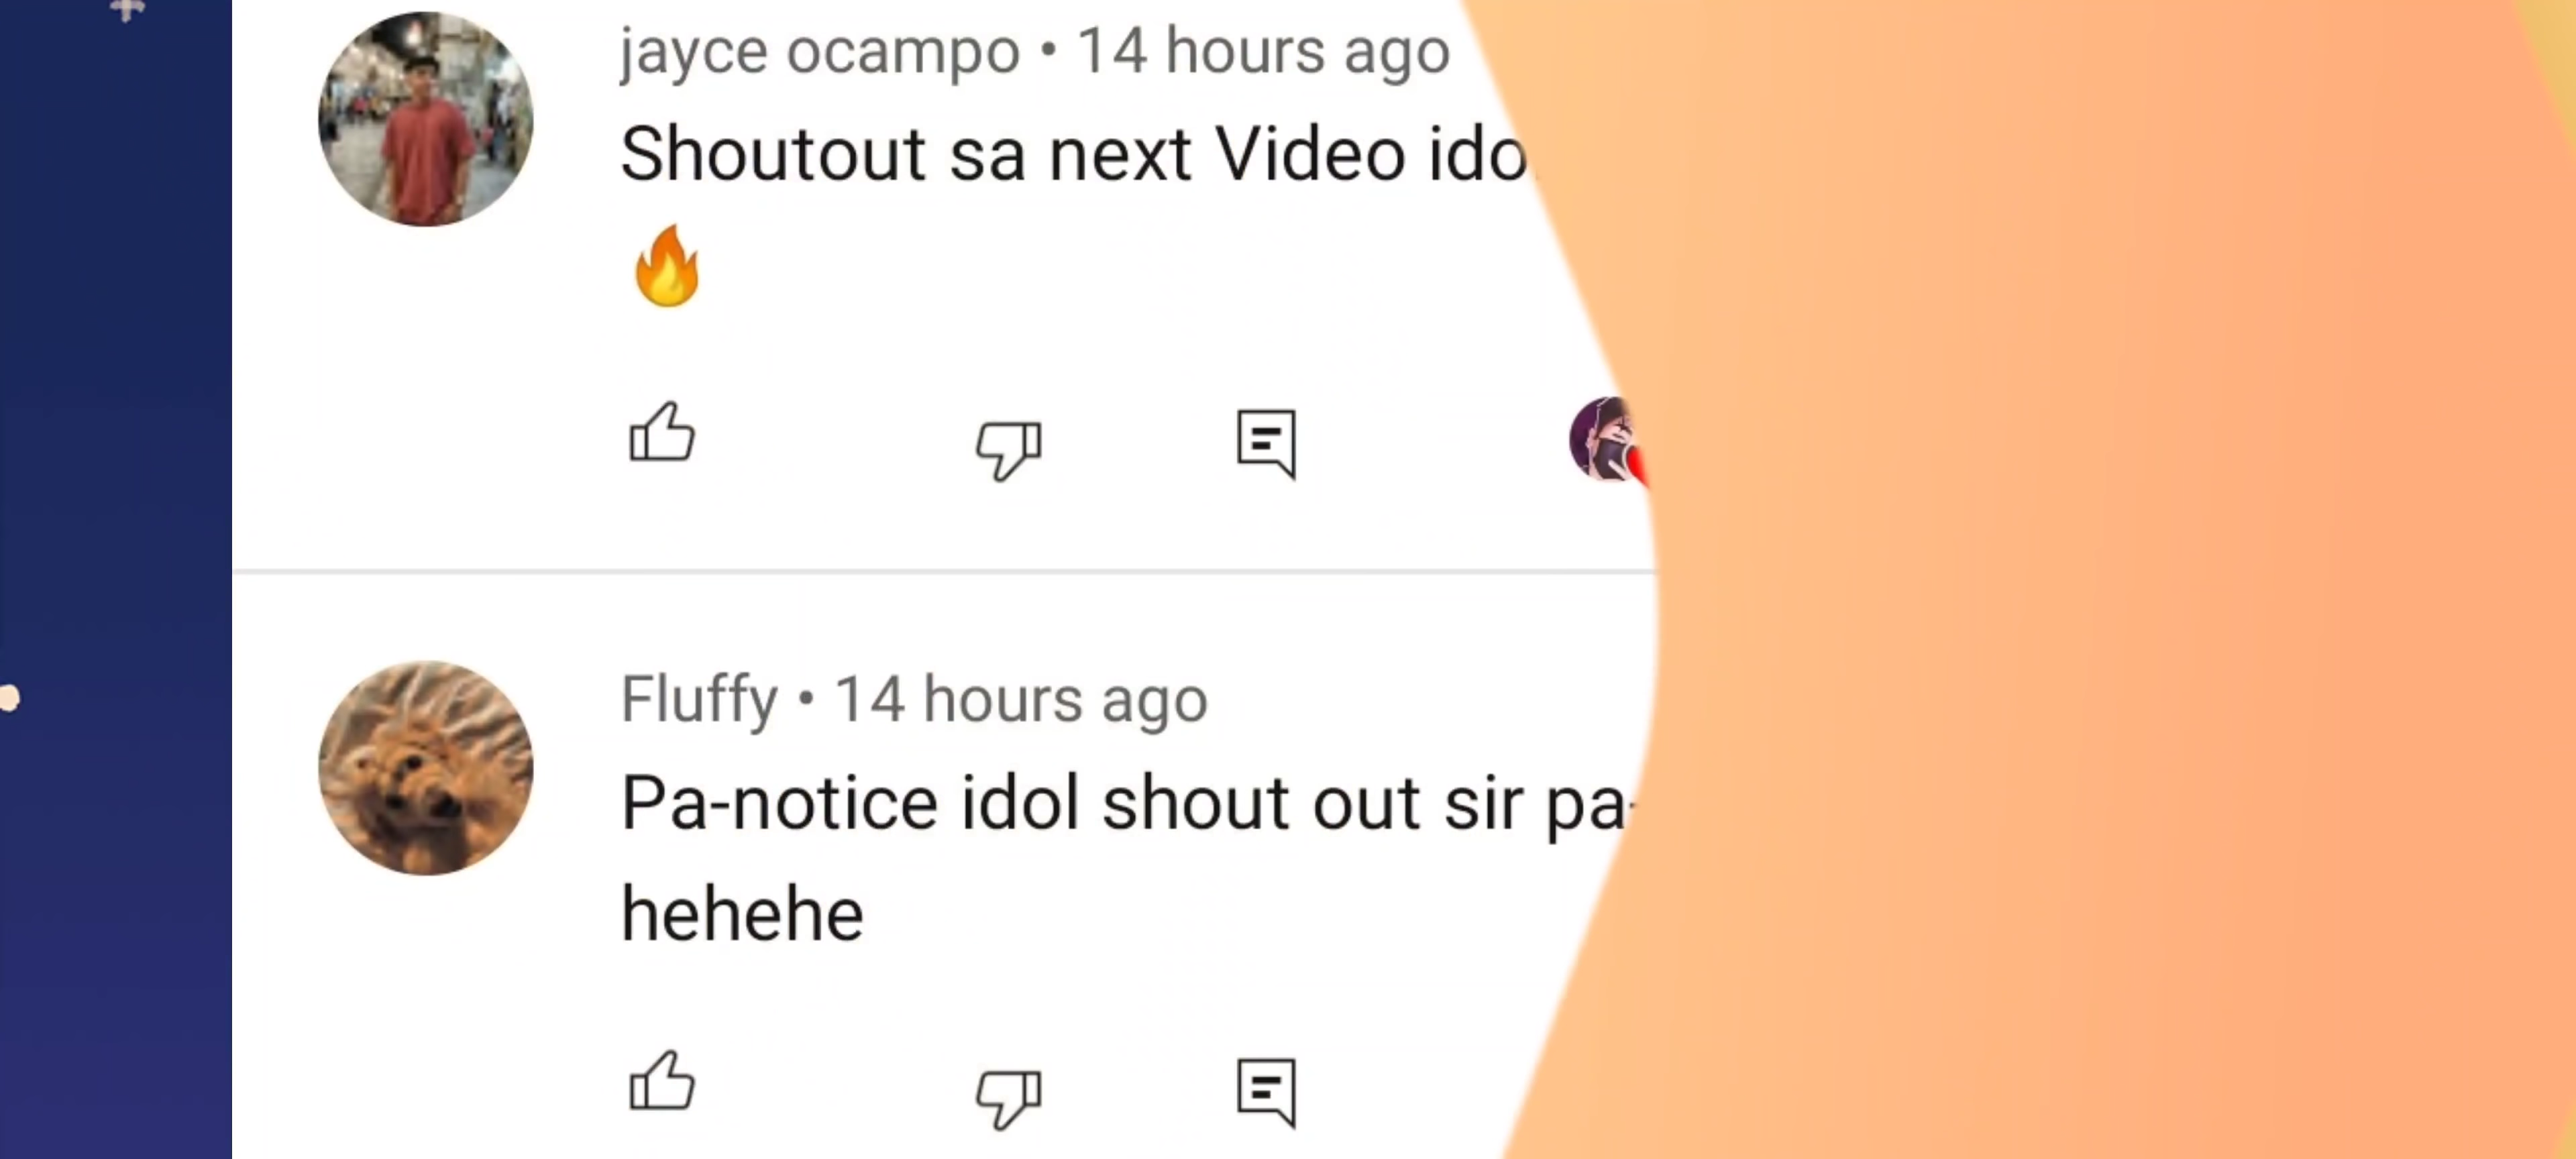 jayce ocampo • 14 hours ago
Shoutout sa next Video
🔥
Fluffy • 14 hours ago
Pa-notice idol shout out sir
hehehe